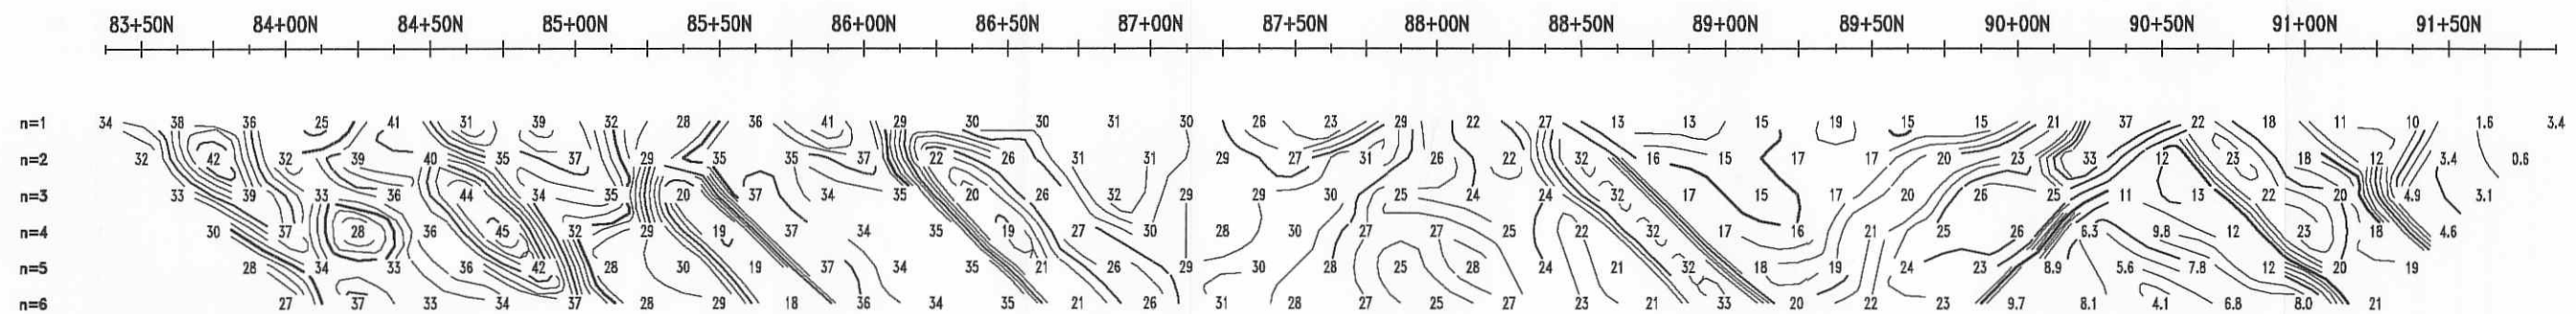 83+50N 84+00N 84+50N 85+00N 85+50N 86+00N 86+50N 87+00N 87+50N 88+00N 88+50N 89+00N 89+50N 90+00N 90+50N 91+00N 91+50N
n=1 34 38 36 25 41 31 39 32 28 36 41 29 30 30 31 30 26 23 29 22 27 13 13 15 19 15 15 21 37 22 18 11 10 1.6 3.4
n=2 32 42 32 39 40 35 37 29 35 35 37 22 26 31 31 29 27 31 26 22 32 16 15 17 17 20 23 33 12 23 18 12 3.4 0.6
n=3 33 39 33 36 44 34 35 20 37 34 35 20 26 32 29 29 30 25 24 24 32 17 15 17 20 26 25 11 13 22 20 4.9 3.1
n=4 30 37 28 36 45 32 29 19 37 34 35 19 27 30 28 30 27 27 25 22 32 17 16 21 25 26 6.3 9.8 12 23 18 4.6
n=5 28 34 33 36 42 28 30 19 37 34 35 21 26 29 30 28 25 28 24 21 32 18 19 24 23 8.9 5.6 7.8 12 20 19
n=6 27 37 33 34 37 28 29 18 36 34 35 21 26 31 28 27 25 27 23 21 33 20 22 23 9.7 8.1 4.1 6.8 8.0 21